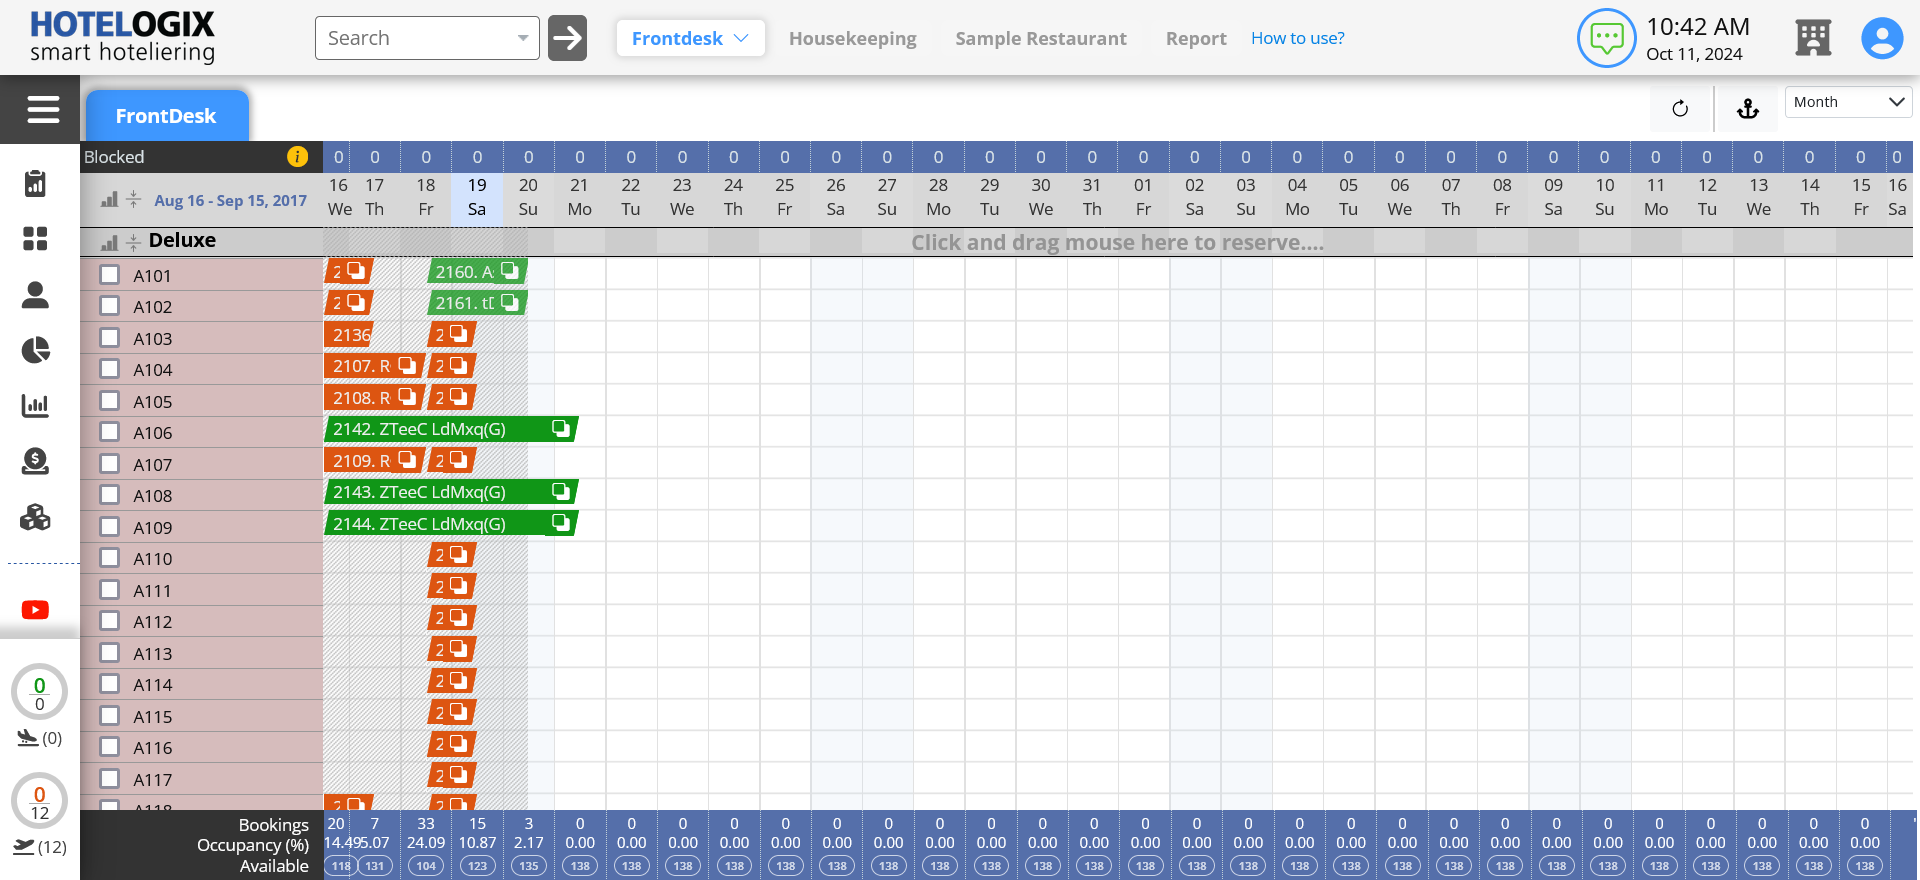 HOTELOGIX
smart hoteliering
Search
Frontdesk
Housekeeping
Sample Restaurant
Report
How to use?
10:42 AM
Oct 11, 2024
FrontDesk
Month
Blocked i 0 0 0 0 0 0 0 0 0 0 0 0 0 0 0 0 0 0 0 0 0 0 0 0 0 0 0 0 0 0 0 0
Aug 16 - Sep 15, 2017
16 17 18 19 20 21 22 23 24 25 26 27 28 29 30 31 01 02 03 04 05 06 07 08 09 10 11 12 13 14 15 16
We Th Fr Sa Su Mo Tu We Th Fr Sa Su Mo Tu We Th Fr Sa Su Mo Tu We Th Fr Sa Su Mo Tu We Th Fr Sa
Deluxe
Click and drag mouse here to reserve....
A101 2 2160. A
A102 2 2161. t
A103 2136 2
A104 2107. R 2
A105 2108. R 2
A106 2142. ZTeeC LdMxq(G)
A107 2109. R 2
A108 2143. ZTeeC LdMxq(G)
A109 2144. ZTeeC LdMxq(G)
A110 2
A111 2
A112 2
A113 2
A114 2
A115 2
A116 2
A117 2
A118 2 2
0
0
(0)
0
12
(12)
Bookings 20 7 33 15 3 0 0 0 0 0 0 0 0 0 0 0 0 0 0 0 0 0 0 0 0 0 0 0 0 0 0
Occupancy (%) 14.49 5.07 24.09 10.87 2.17 0.00 0.00 0.00 0.00 0.00 0.00 0.00 0.00 0.00 0.00 0.00 0.00 0.00 0.00 0.00 0.00 0.00 0.00 0.00 0.00 0.00 0.00 0.00 0.00 0.00 0.00
Available 118 131 104 123 135 138 138 138 138 138 138 138 138 138 138 138 138 138 138 138 138 138 138 138 138 138 138 138 138 138 138